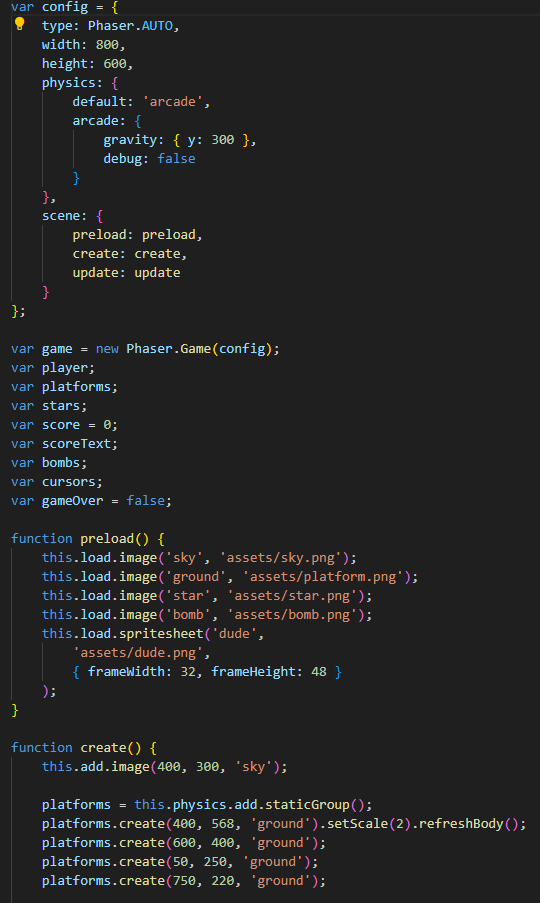 var config = {
    type: Phaser.AUTO,
    width: 800,
    height: 600,
    physics: {
        default: 'arcade',
        arcade: {
            gravity: { y: 300 },
            debug: false
        }
    },
    scene: {
        preload: preload,
        create: create,
        update: update
    }
};

var game = new Phaser.Game(config);
var player;
var platforms;
var stars;
var score = 0;
var scoreText;
var bombs;
var cursors;
var gameOver = false;

function preload() {
    this.load.image('sky', 'assets/sky.png');
    this.load.image('ground', 'assets/platform.png');
    this.load.image('star', 'assets/star.png');
    this.load.image('bomb', 'assets/bomb.png');
    this.load.spritesheet('dude',
        'assets/dude.png',
        { frameWidth: 32, frameHeight: 48 }
    );
}

function create() {
    this.add.image(400, 300, 'sky');

    platforms = this.physics.add.staticGroup();
    platforms.create(400, 568, 'ground').setScale(2).refreshBody();
    platforms.create(600, 400, 'ground');
    platforms.create(50, 250, 'ground');
    platforms.create(750, 220, 'ground');